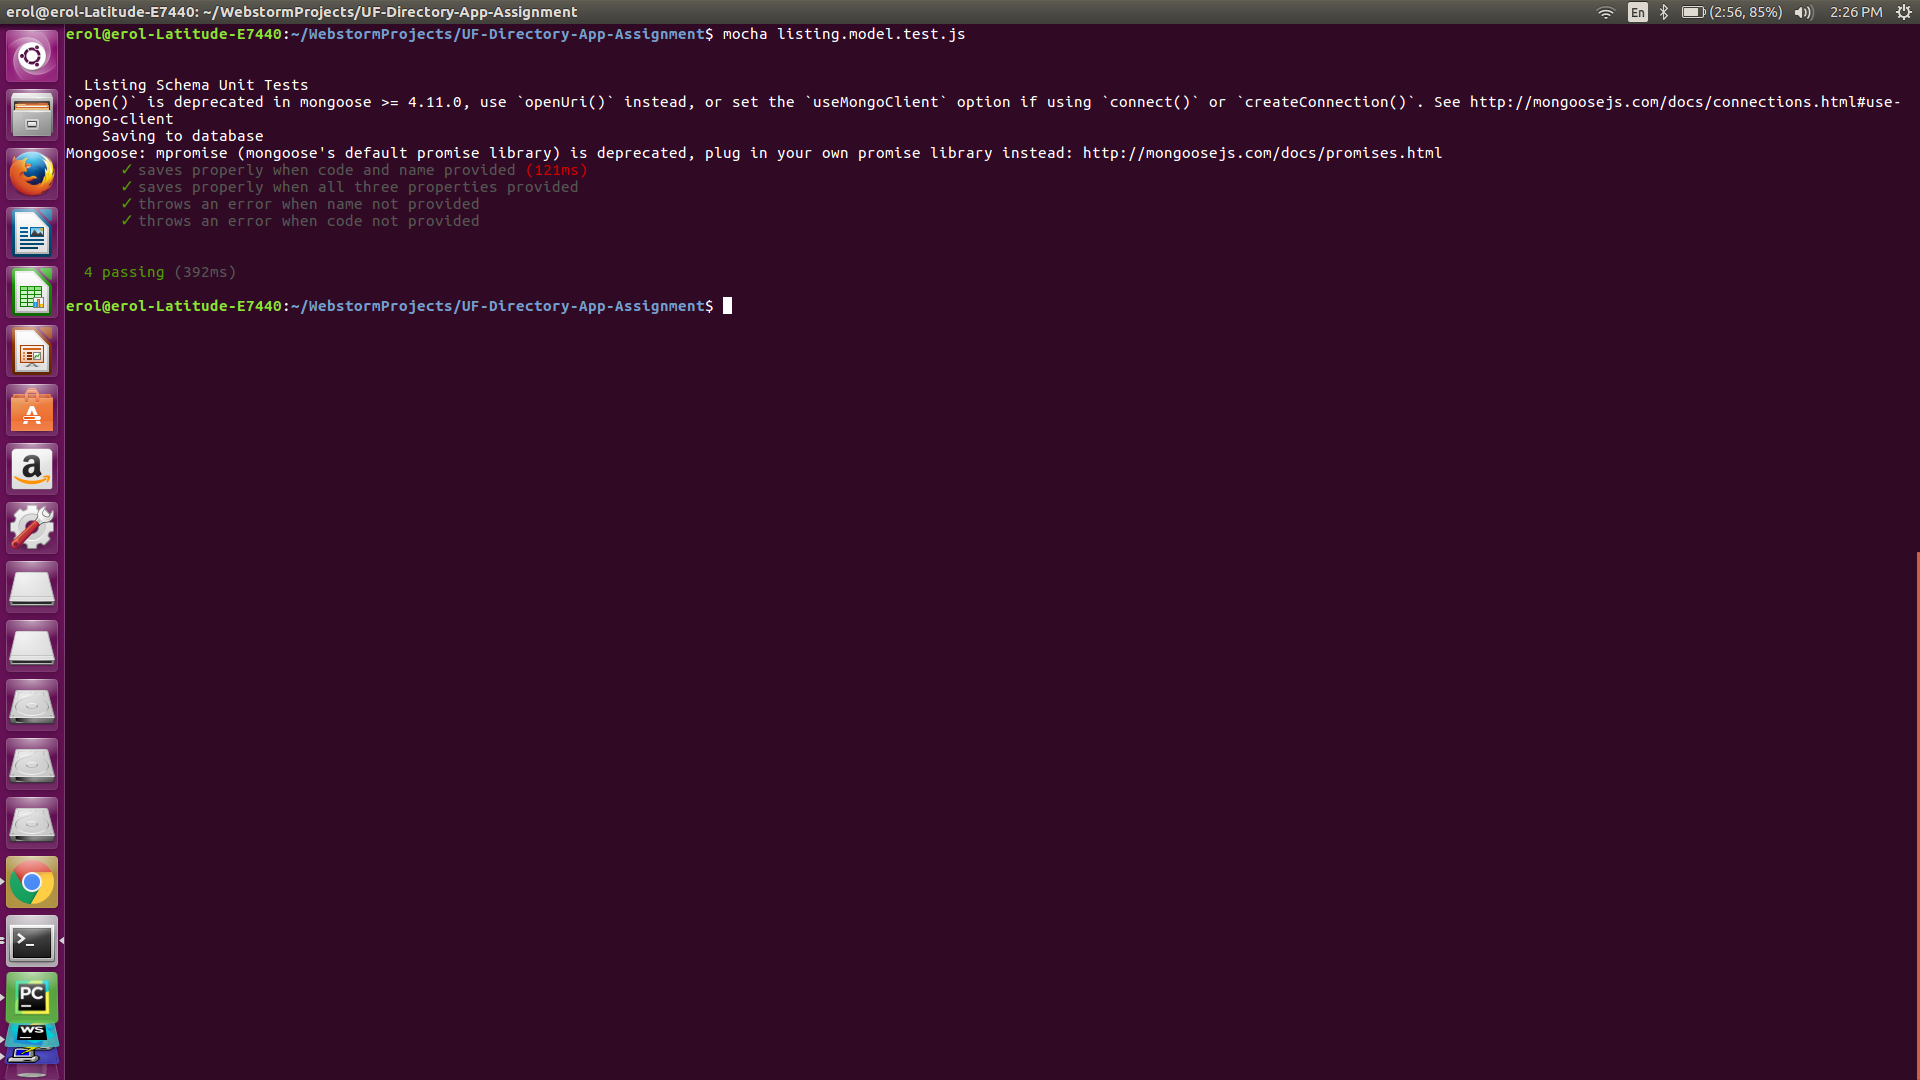 erol@erol-Latitude-E7440: ~/WebstormProjects/UF-Directory-App-Assignment
En
(2:56, 85%)
2:26 PM
erol@erol-Latitude-E7440:~/WebstormProjects/UF-Directory-App-Assignment$ mocha listing.model.test.js
Listing Schema Unit Tests
`open()` is deprecated in mongoose >= 4.11.0, use `openUri()` instead, or set the `useMongoClient` option if using `connect()` or `createConnection()`. See http://mongoosejs.com/docs/connections.html#use-
mongo-client
Saving to database
Mongoose: mpromise (mongoose's default promise library) is deprecated, plug in your own promise library instead: http://mongoosejs.com/docs/promises.html
✓ saves properly when code and name provided (121ms)
✓ saves properly when all three properties provided
✓ throws an error when name not provided
✓ throws an error when code not provided
4 passing (392ms)
erol@erol-Latitude-E7440:~/WebstormProjects/UF-Directory-App-Assignment$
a
>_
PC
WS